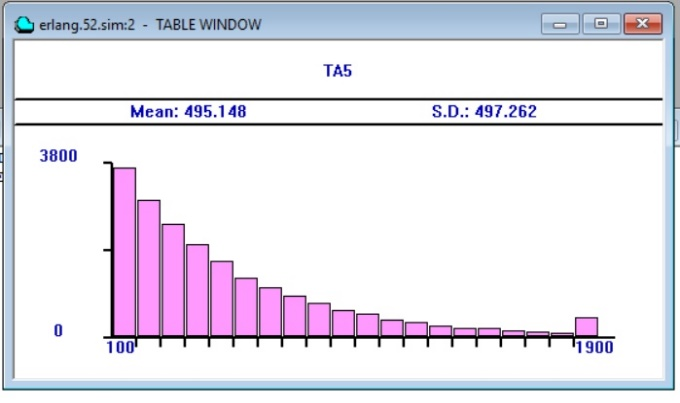 erlang.52.sim:2 - TABLE WINDOW
TA5
Mean: 495.148 S.D.: 497.262
3800
0
100 1900